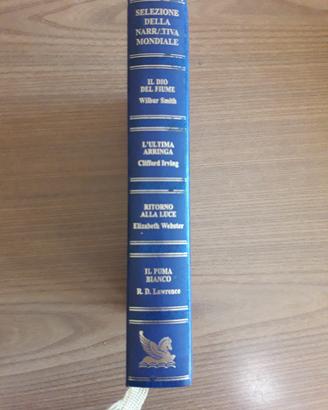 SELEZIONE
DELLA
NARRATIVA
MONDIALE
IL DIO
DEL FIUME
Wilbur Smith
L'ULTIMA
ARRINGA
Clifford Irving
RITORNO
ALLA LUCE
Elizabeth Webster
IL PUMA
BIANCO
R. D. Lawrence